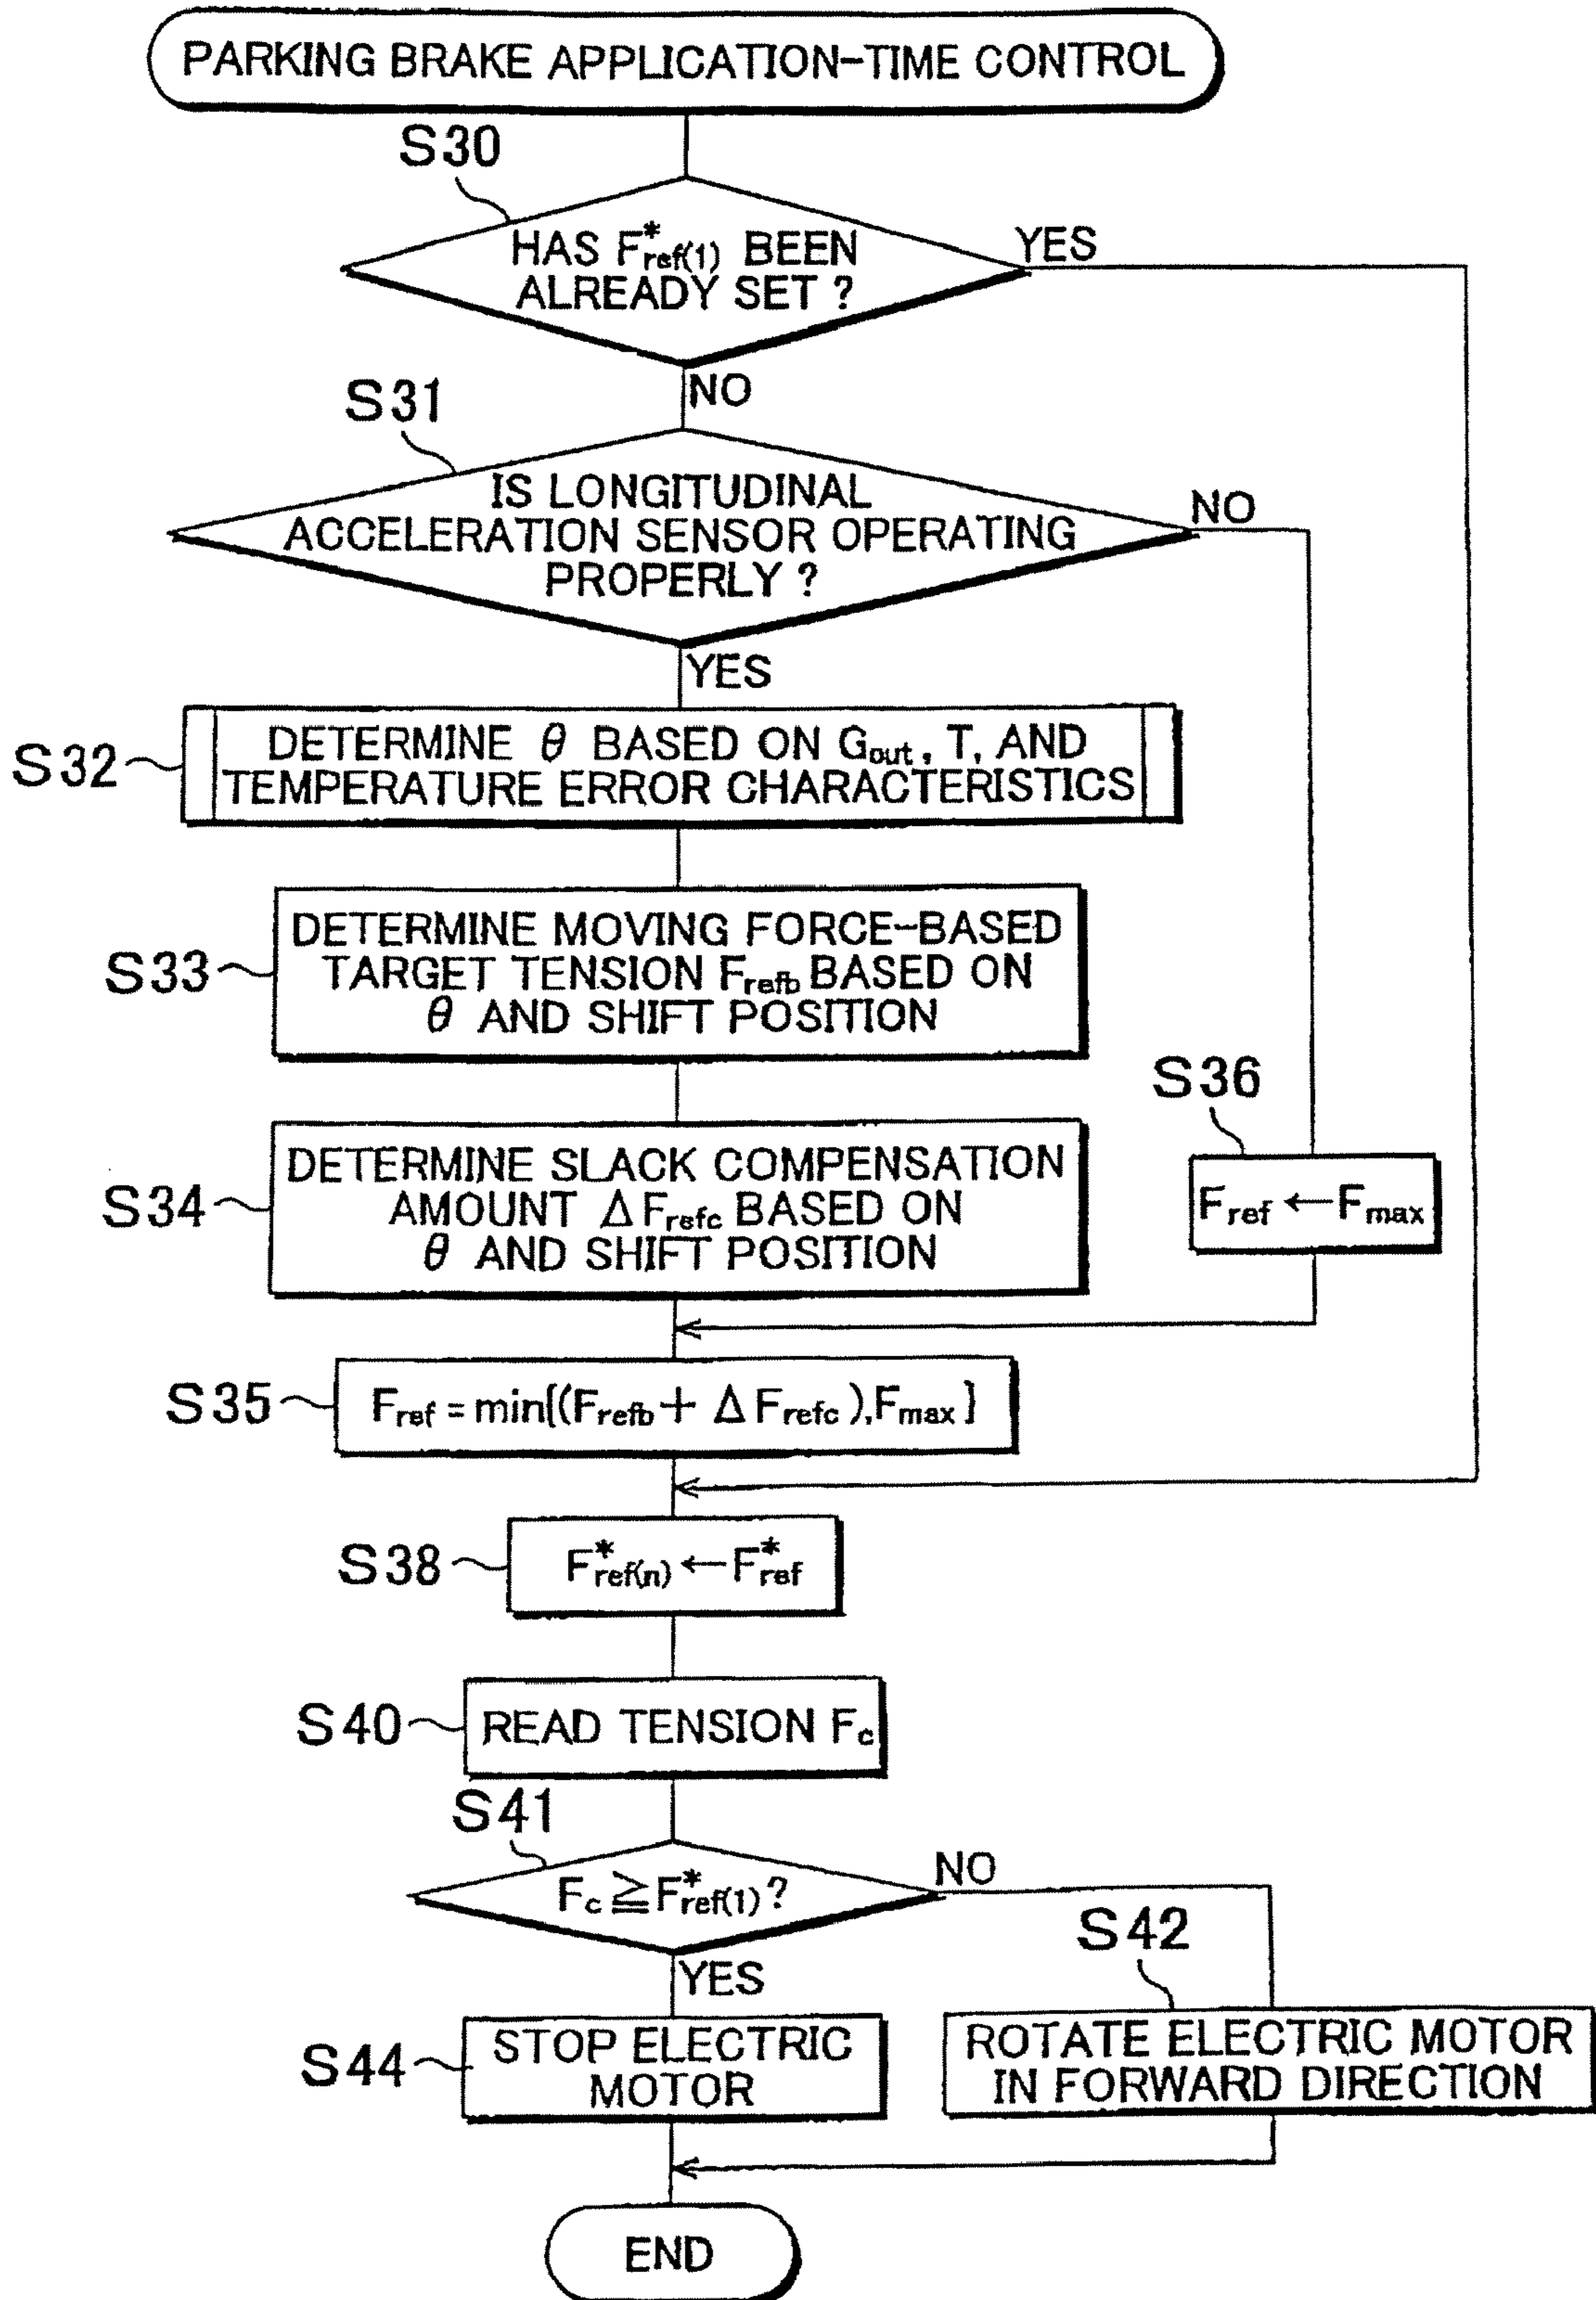 PARKING BRAKE APPLICATION-TIME CONTROL
S30
HAS F*ref(1) BEEN
ALREADY SET ?
YES
NO
S31
IS LONGITUDINAL
ACCELERATION SENSOR OPERATING
PROPERLY ?
NO
YES
S32
DETERMINE θ BASED ON Gout, T, AND
TEMPERATURE ERROR CHARACTERISTICS
S33
DETERMINE MOVING FORCE-BASED
TARGET TENSION Frefb BASED ON
θ AND SHIFT POSITION
S34
DETERMINE SLACK COMPENSATION
AMOUNT ΔFrefc BASED ON
θ AND SHIFT POSITION
S36
Fref ← Fmax
S35
Fref = min{(Frefb + ΔFrefc), Fmax}
S38
F*ref(n) ← F*ref
S40
READ TENSION Fc
S41
Fc ≧ F*ref(1) ?
NO
YES
S42
ROTATE ELECTRIC MOTOR
IN FORWARD DIRECTION
S44
STOP ELECTRIC
MOTOR
END